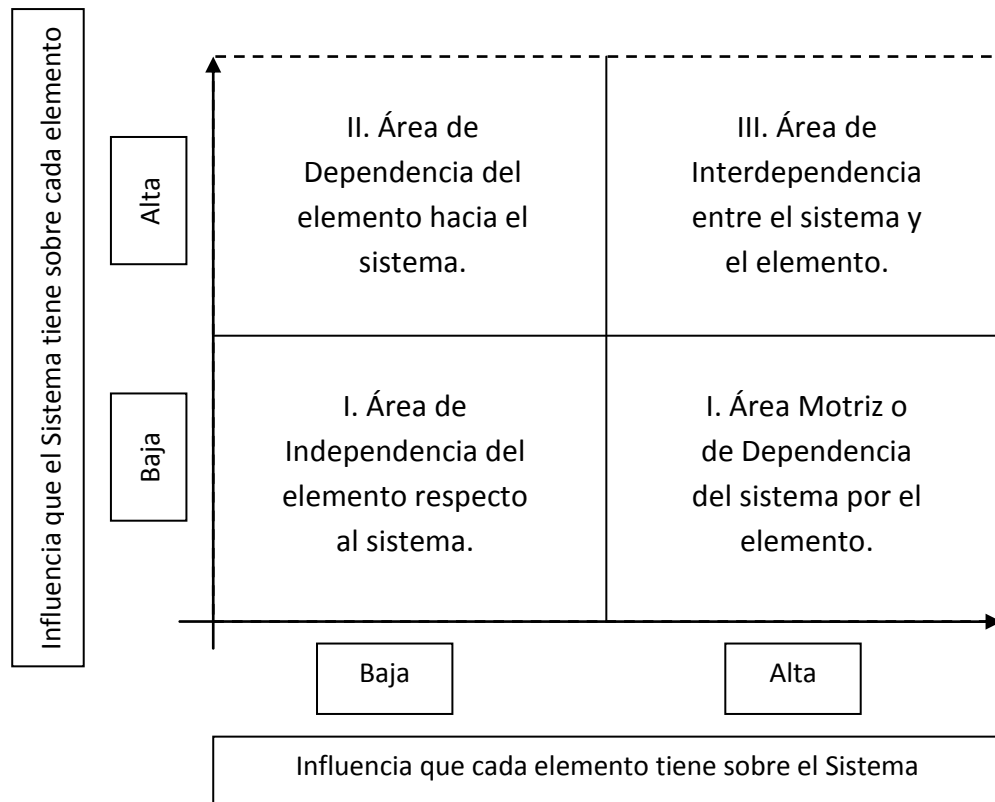 Influencia que el Sistema tiene sobre cada elemento
Alta
II. Área de
Dependencia del
elemento hacia el
sistema.
III. Área de
Interdependencia
entre el sistema y
el elemento.
Baja
I. Área de
Independencia del
elemento respecto
al sistema.
I. Área Motriz o
de Dependencia
del sistema por el
elemento.
Baja
Alta
Influencia que cada elemento tiene sobre el Sistema